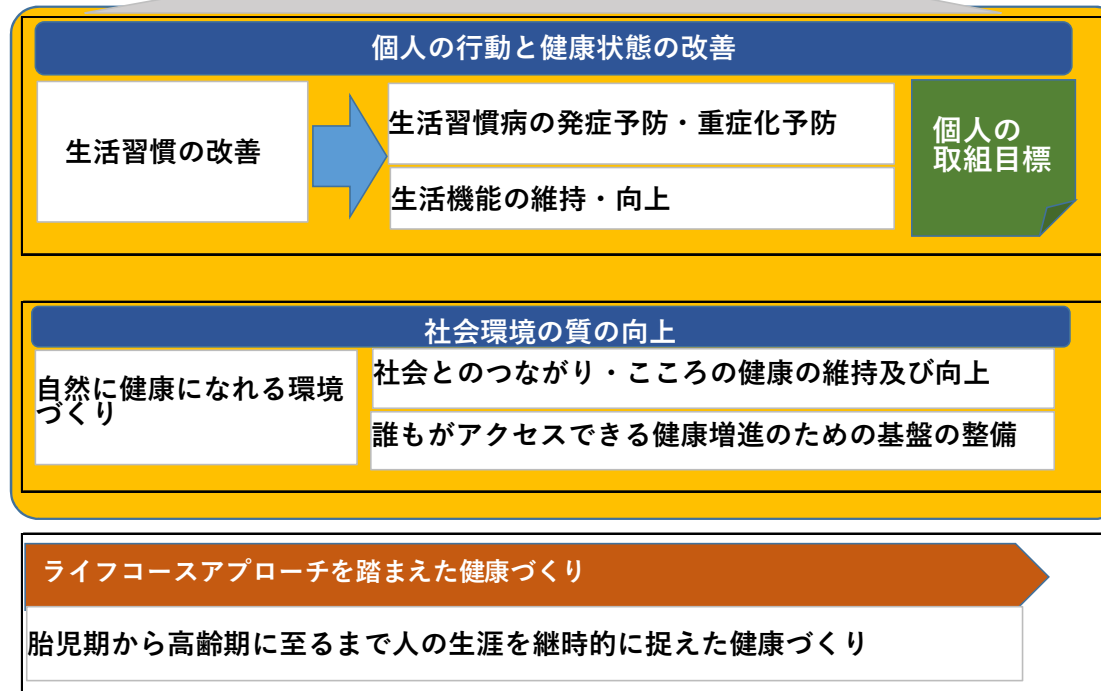 個人の行動と健康状態の改善
生活習慣の改善
生活習慣病の発症予防・重症化予防
生活機能の維持・向上
個人の
取組目標
社会環境の質の向上
自然に健康になれる環境
づくり
社会とのつながり・こころの健康の維持及び向上
誰もがアクセスできる健康増進のための基盤の整備
ライフコースアプローチを踏まえた健康づくり
胎児期から高齢期に至るまで人の生涯を継時的に捉えた健康づくり